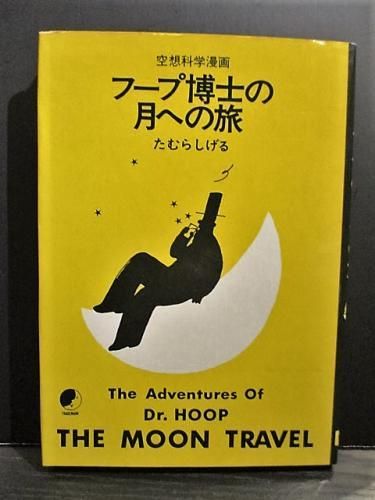 空想科学漫画
フープ博士の
月への旅
たむらしげる
The Adventures Of
Dr. HOOP
THE MOON TRAVEL